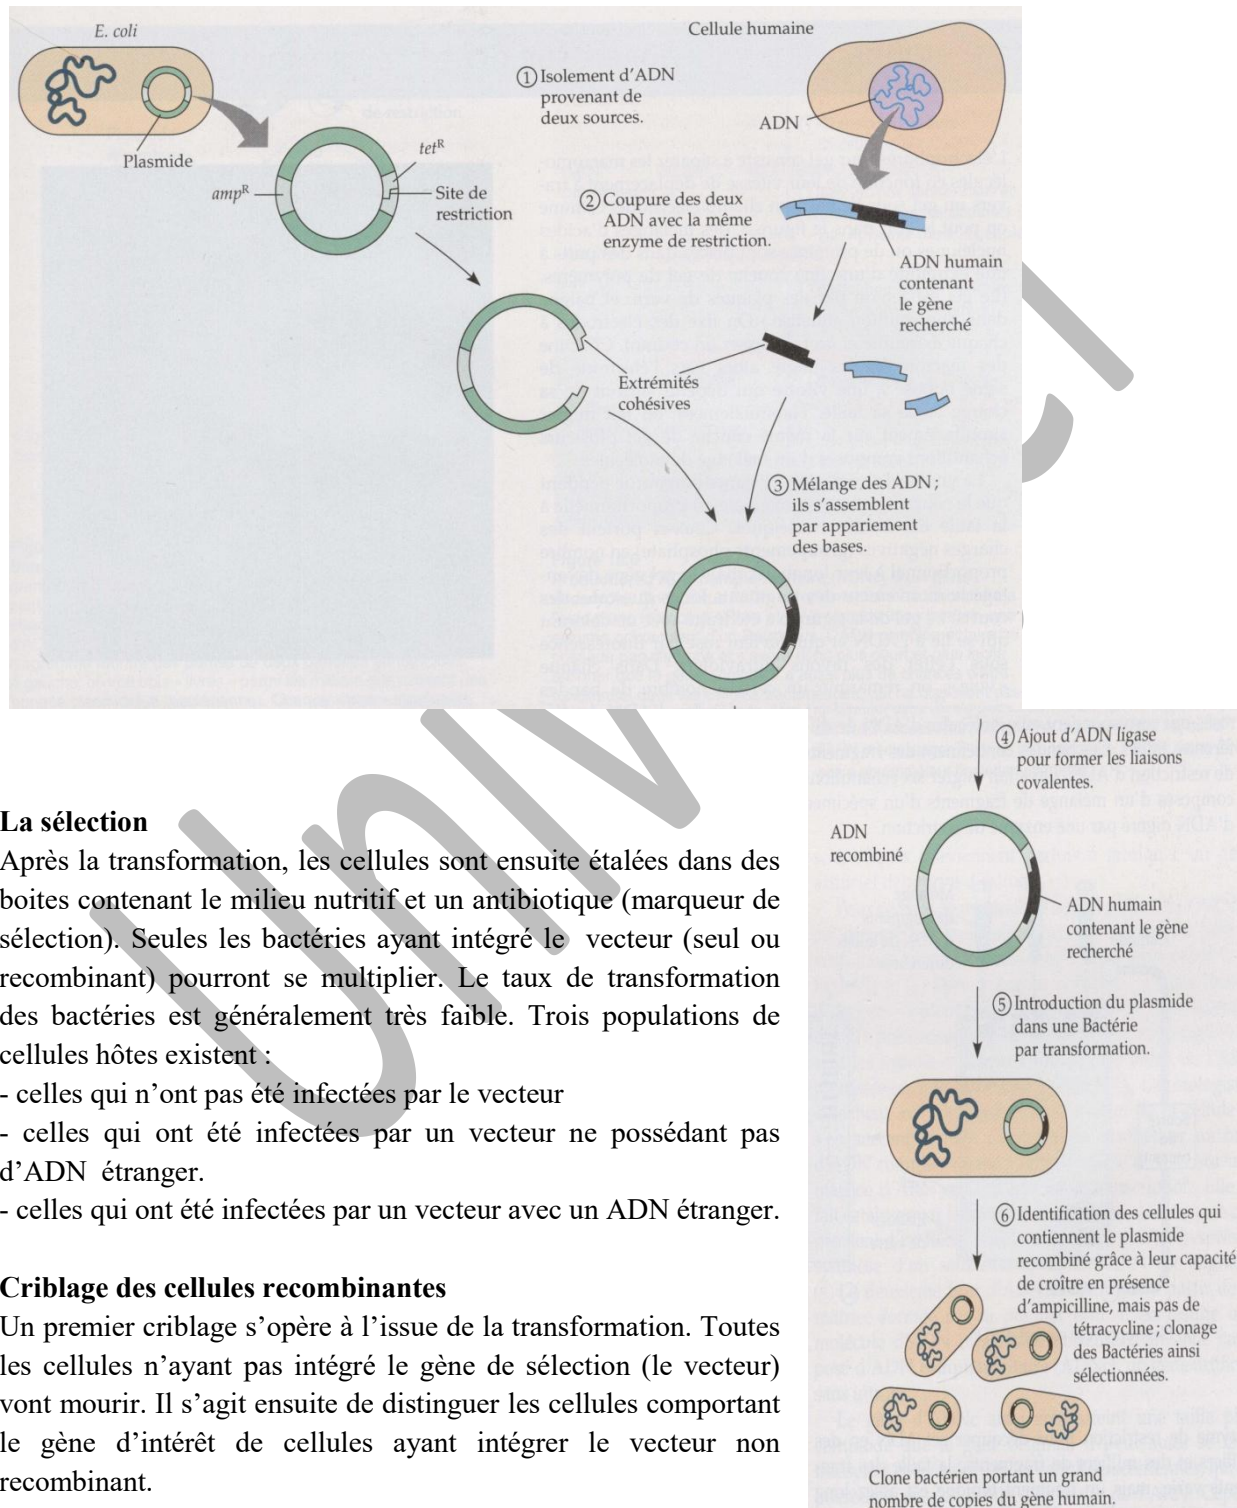 E. coli
Cellule humaine
① Isolement d'ADN
provenant de
deux sources.
ADN
Plasmide
tetᴿ
ampᴿ
Site de
restriction
② Coupure des deux
ADN avec la même
enzyme de restriction.
ADN humain
contenant
le gène
recherché
Extrémités
cohésives
③ Mélange des ADN ;
ils s'assemblent
par appariement
des bases.
④ Ajout d'ADN ligase
pour former les liaisons
covalentes.
ADN
recombiné
ADN humain
contenant le gène
recherché
⑤ Introduction du plasmide
dans une Bactérie
par transformation.
⑥ Identification des cellules qui
contiennent le plasmide
recombiné grâce à leur capacité
de croître en présence
d'ampicilline, mais pas de
tétracycline ; clonage
des Bactéries ainsi
sélectionnées.
Clone bactérien portant un grand
nombre de copies du gène humain.
La sélection
Après la transformation, les cellules sont ensuite étalées dans des
boites contenant le milieu nutritif et un antibiotique (marqueur de
sélection). Seules les bactéries ayant intégré le vecteur (seul ou
recombinant) pourront se multiplier. Le taux de transformation
des bactéries est généralement très faible. Trois populations de
cellules hôtes existent :
- celles qui n'ont pas été infectées par le vecteur
- celles qui ont été infectées par un vecteur ne possédant pas
d'ADN étranger.
- celles qui ont été infectées par un vecteur avec un ADN étranger.
Criblage des cellules recombinantes
Un premier criblage s'opère à l'issue de la transformation. Toutes
les cellules n'ayant pas intégré le gène de sélection (le vecteur)
vont mourir. Il s'agit ensuite de distinguer les cellules comportant
le gène d'intérêt de cellules ayant intégrer le vecteur non
recombinant.